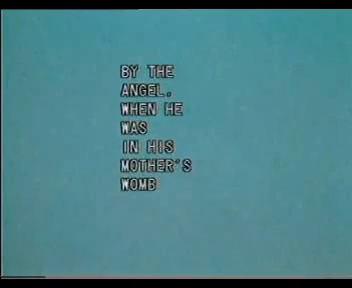 BY THE
ANGEL.
WHEN HE
WAS
IN HIS
MOTHER'S
WOMB